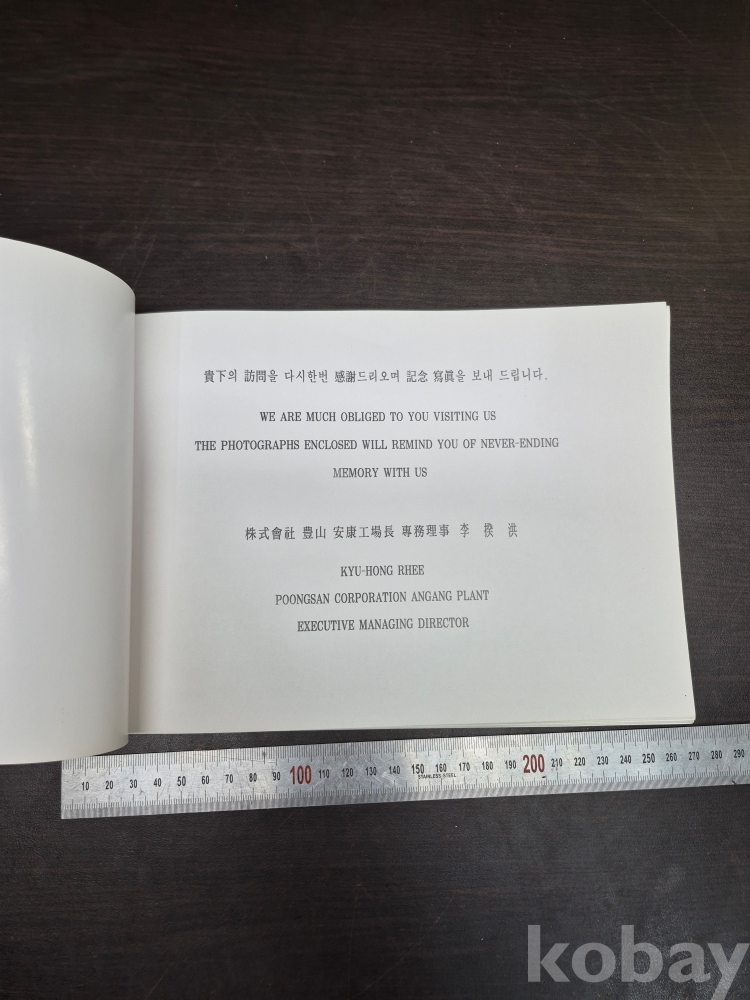 貴下의 訪問을 다시한번 感謝드리오며 記念 寫眞을 보내 드립니다.
WE ARE MUCH OBLIGED TO YOU VISITING US
THE PHOTOGRAPHS ENCLOSED WILL REMIND YOU OF NEVER-ENDING
MEMORY WITH US
株式會社 豊山 安康工場長 專務理事 李 揆 洪
KYU-HONG RHEE
POONGSAN CORPORATION ANGANG PLANT
EXECUTIVE MANAGING DIRECTOR
10 20 30 40 50 60 70 80 90 100 110 120 130 140 150 160 170 180 190 200 210 220 230 240 250 260 270 280 290
STAINLESS STEEL
kobay